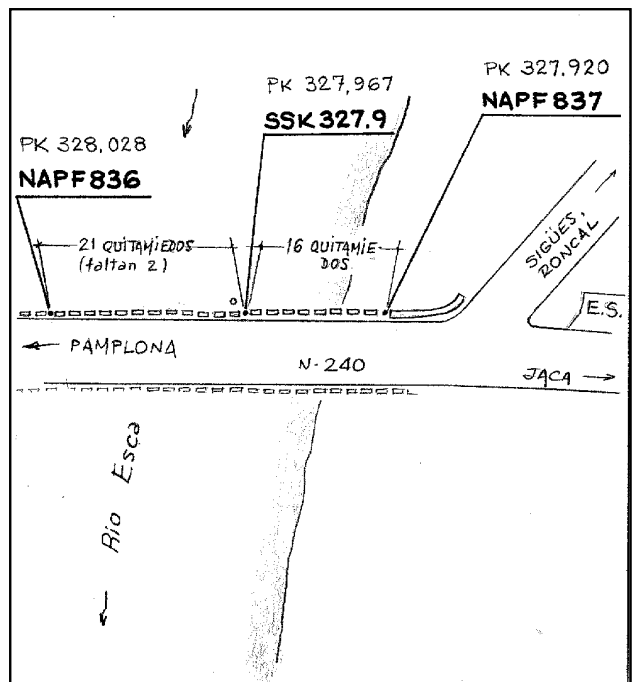 PK 327,920
NAPF 837
PK 327,967
SSK 327.9
PK 328,028
NAPF 836
21 QUITAMIEDOS
(faltan 2)
16 QUITAMIE
DOS
SIGÜES,
RONCAL
E.S.
← PAMPLONA
N-240
JACA →
Rio Esca